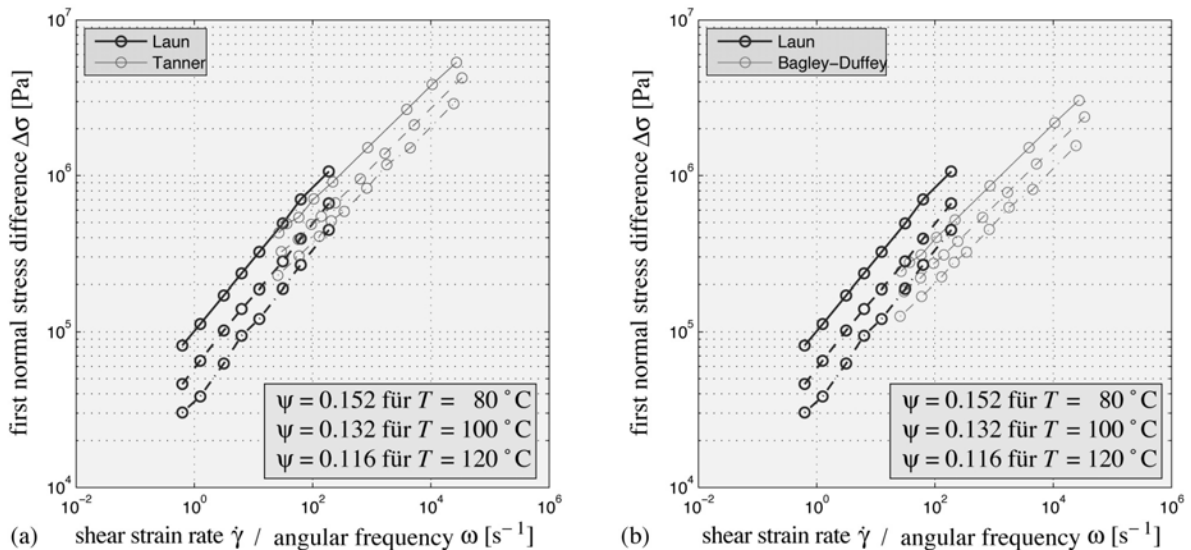 10^7
10^6
10^5
10^4
first normal stress difference Δσ [Pa]
Laun
Tanner
ψ = 0.152 für T = 80 °C
ψ = 0.132 für T = 100 °C
ψ = 0.116 für T = 120 °C
10^-2
10^0
10^2
10^4
10^6
(a) shear strain rate γ̇ / angular frequency ω [s⁻¹]
10^7
10^6
10^5
10^4
first normal stress difference Δσ [Pa]
Laun
Bagley–Duffey
ψ = 0.152 für T = 80 °C
ψ = 0.132 für T = 100 °C
ψ = 0.116 für T = 120 °C
10^-2
10^0
10^2
10^4
10^6
(b) shear strain rate γ̇ / angular frequency ω [s⁻¹]